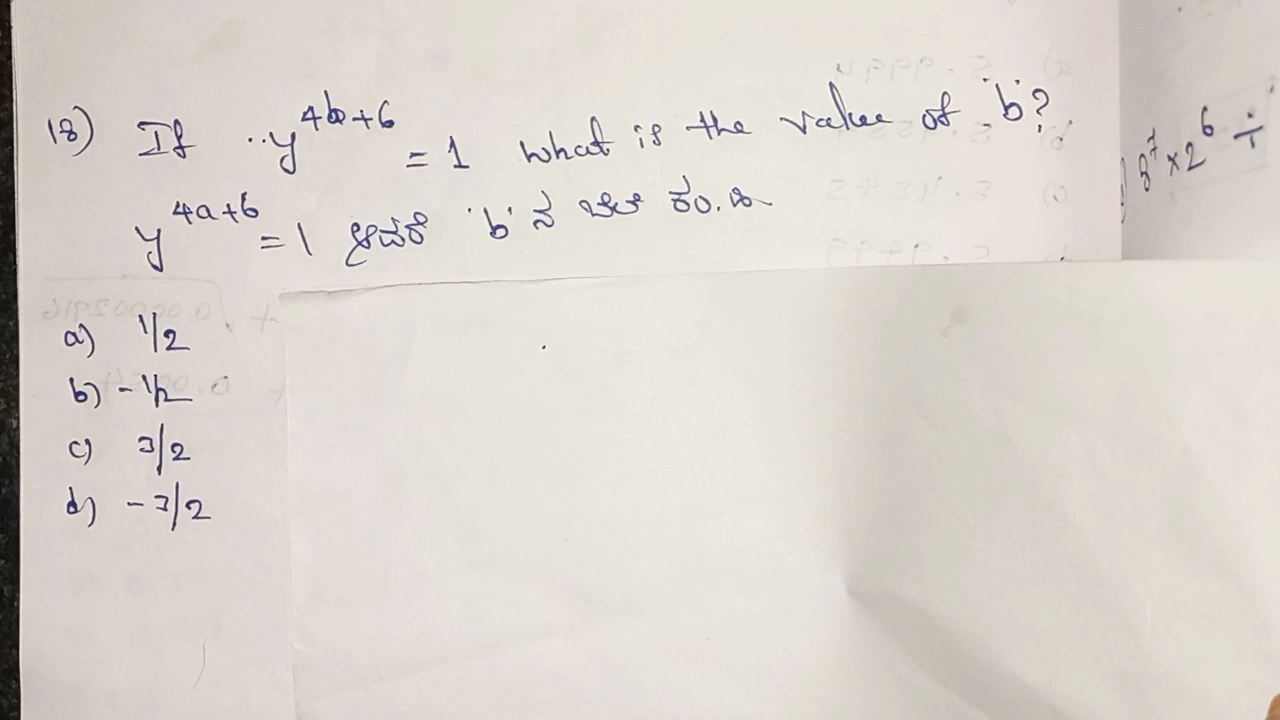 18) If y^{4b+6} = 1 what is the value of 'b'?
y^{4a+6} = 1 ಆದರೆ 'b' ನ ಬೆಲೆ ಕಂ.ಹಿ
a) 1/2
b) -1/2
c) 3/2
d) -3/2
8^7 × 2^6 ÷